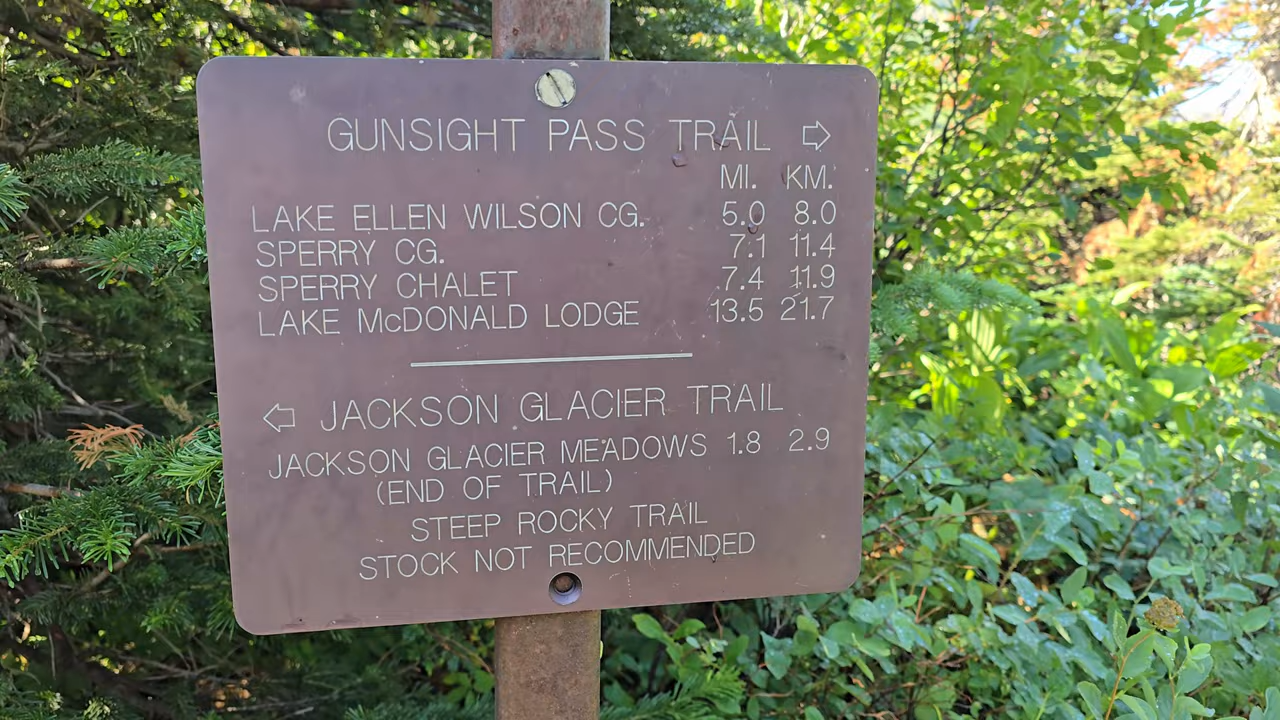 GUNSIGHT PASS TRAIL ⇨
MI. KM.
LAKE ELLEN WILSON CG. 5.0 8.0
SPERRY CG. 7.1 11.4
SPERRY CHALET 7.4 11.9
LAKE McDONALD LODGE 13.5 21.7
⇦ JACKSON GLACIER TRAIL
JACKSON GLACIER MEADOWS 1.8 2.9
(END OF TRAIL)
STEEP ROCKY TRAIL
STOCK NOT RECOMMENDED